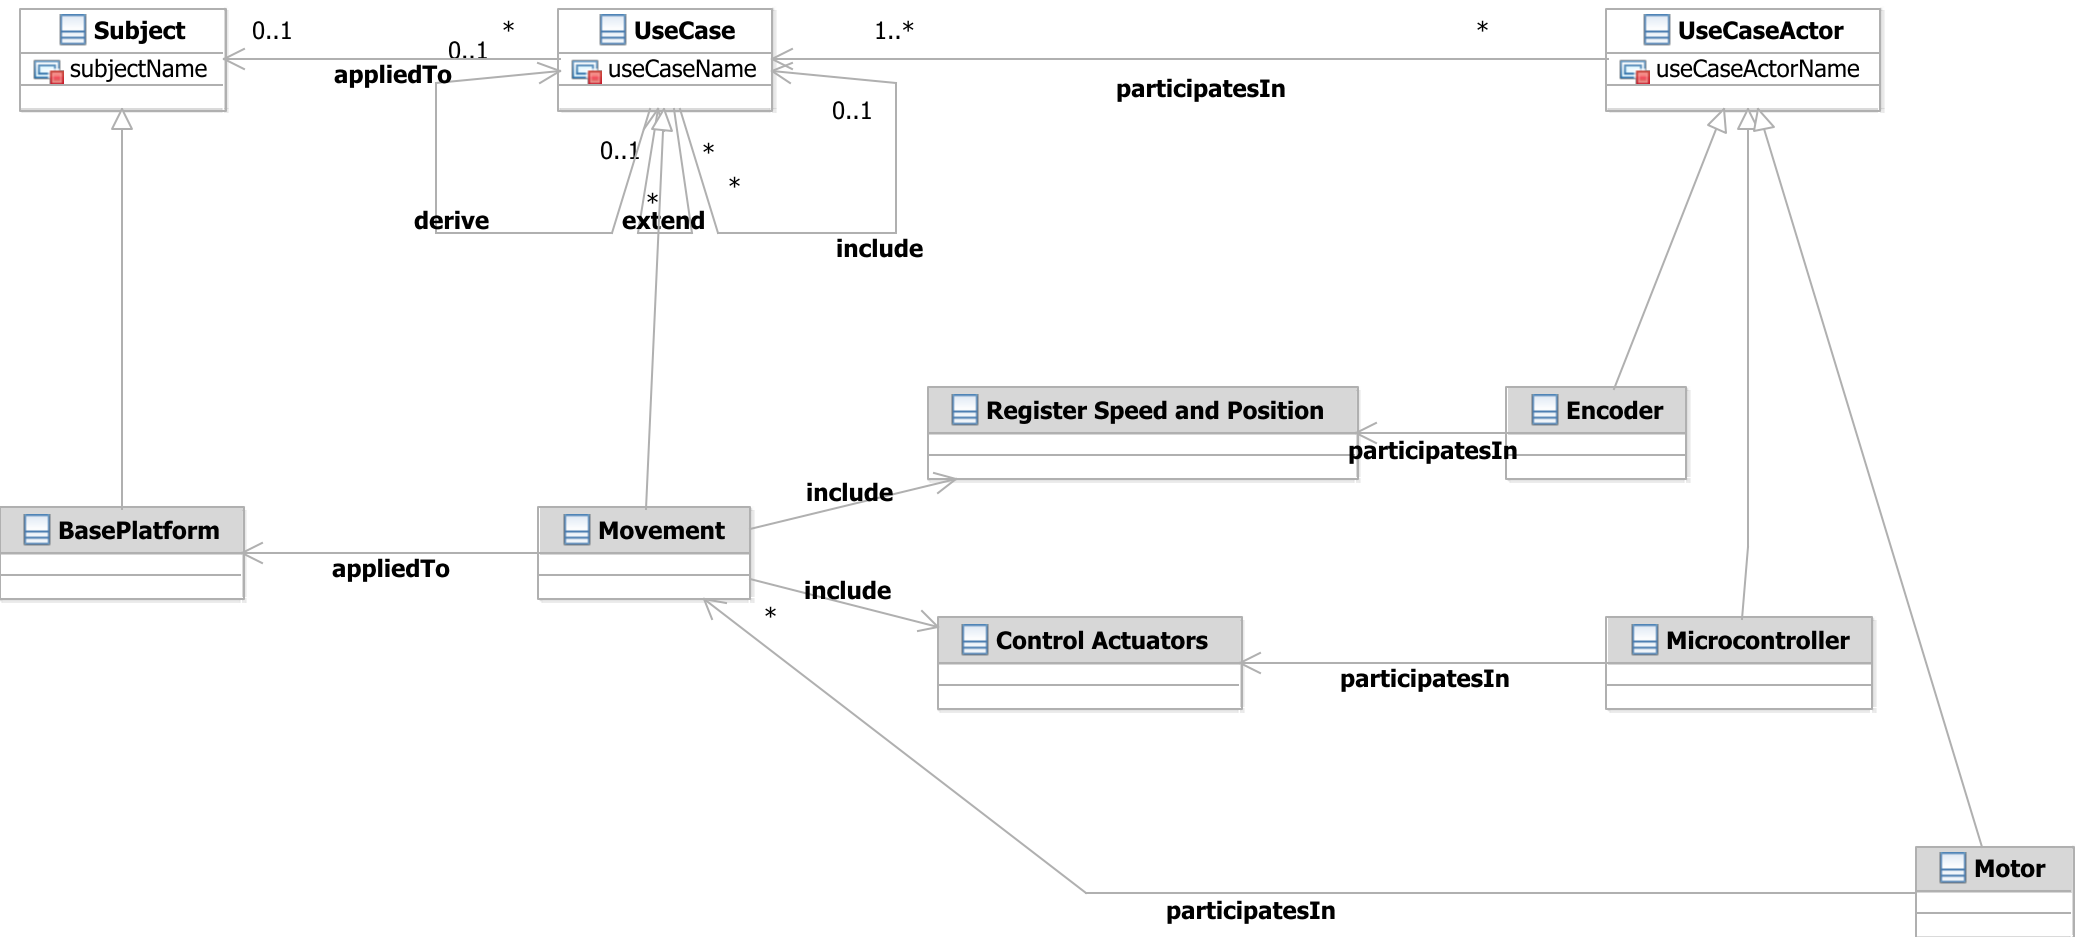 Subject
0..1
*
UseCase
1..*
*
UseCaseActor
subjectName
0..1
appliedTo
useCaseName
participatesIn
useCaseActorName
0..1
0..1
*
*
*
derive
extend
include
Register Speed and Position
Encoder
participatesIn
include
BasePlatform
Movement
appliedTo
include
*
Control Actuators
Microcontroller
participatesIn
Motor
participatesIn